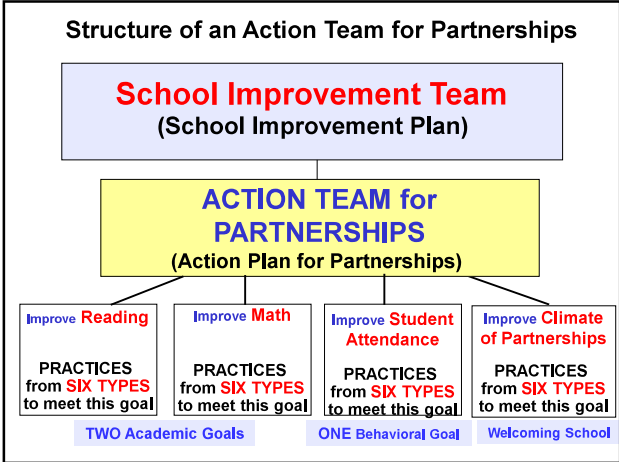 Structure of an Action Team for Partnerships
School Improvement Team
(School Improvement Plan)
ACTION TEAM for
PARTNERSHIPS
(Action Plan for Partnerships)
Improve Reading
PRACTICES
from SIX TYPES
to meet this goal
Improve Math
PRACTICES
from SIX TYPES
to meet this goal
Improve Student
Attendance
PRACTICES
from SIX TYPES
to meet this goal
Improve Climate
of Partnerships
PRACTICES
from SIX TYPES
to meet this goal
TWO Academic Goals
ONE Behavioral Goal
Welcoming School